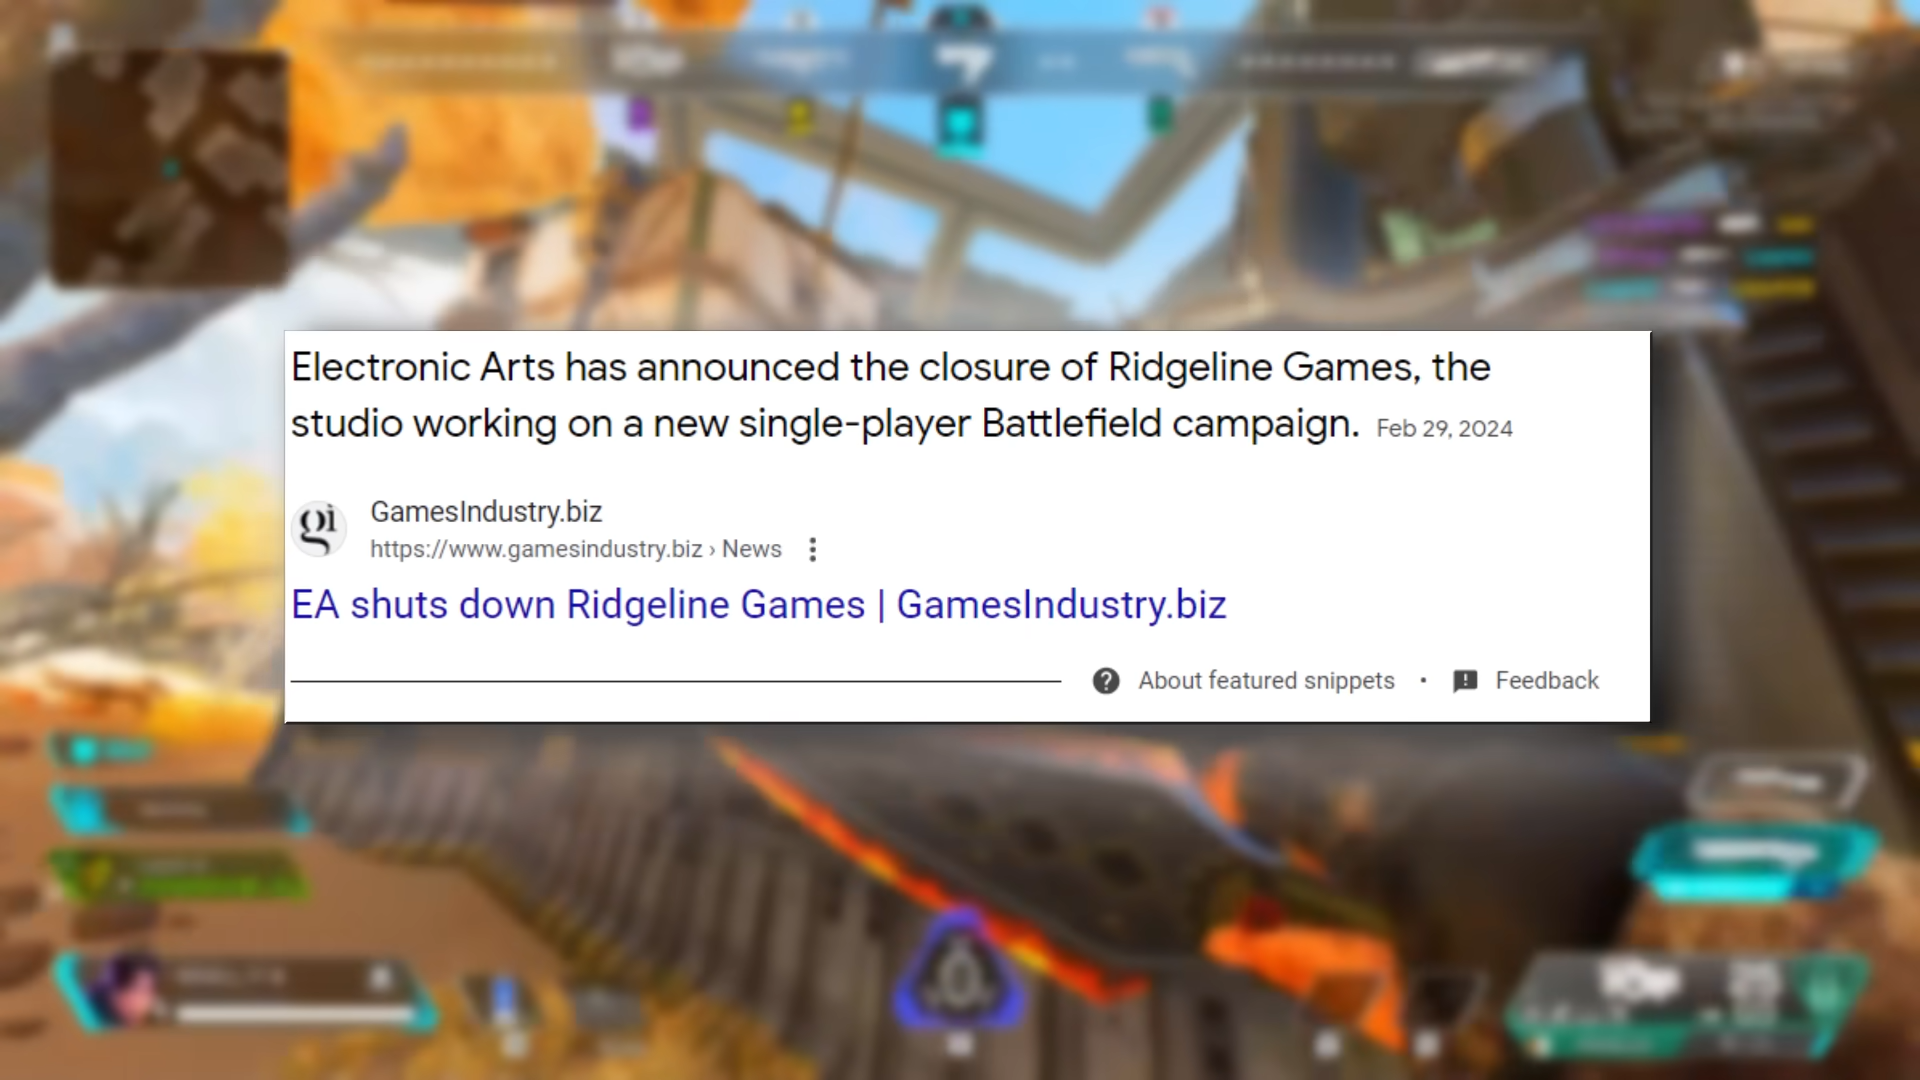 Electronic Arts has announced the closure of Ridgeline Games, the
studio working on a new single-player Battlefield campaign. Feb 29, 2024
gi
GamesIndustry.biz
https://www.gamesindustry.biz › News
EA shuts down Ridgeline Games | GamesIndustry.biz
About featured snippets • Feedback